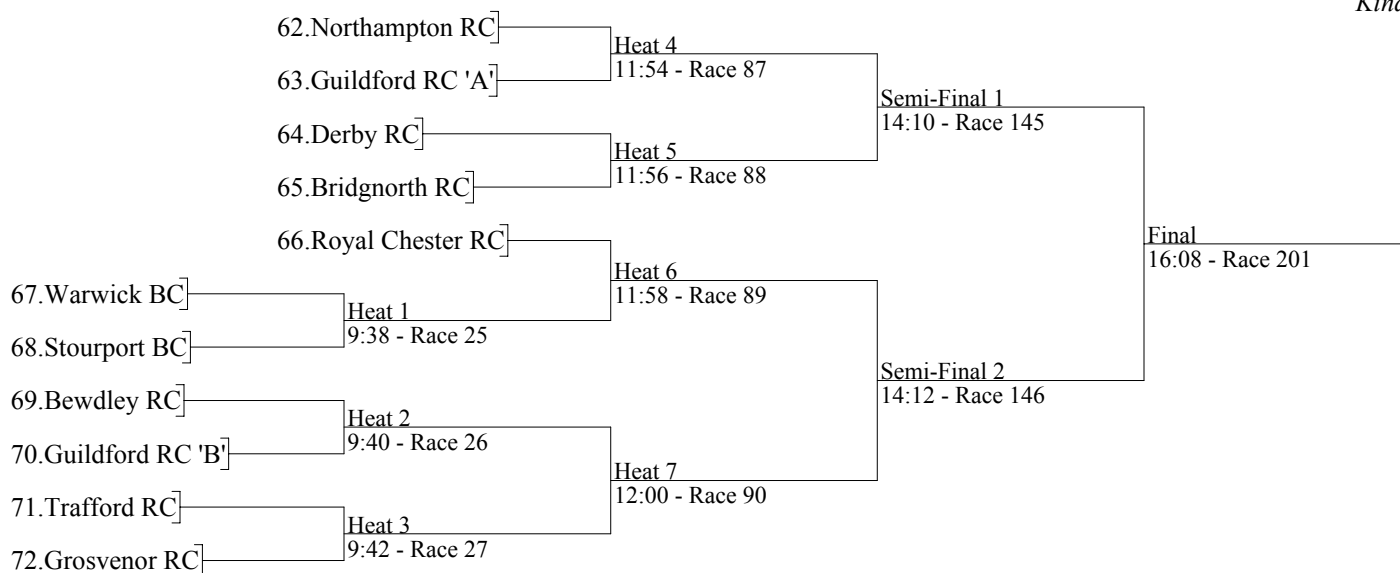 62.Northampton RC
Heat 4
11:54 - Race 87
63.Guildford RC 'A'
Semi-Final 1
14:10 - Race 145
64.Derby RC
Heat 5
11:56 - Race 88
65.Bridgnorth RC
66.Royal Chester RC
Final
16:08 - Race 201
Heat 6
11:58 - Race 89
67.Warwick BC
Heat 1
9:38 - Race 25
68.Stourport BC
Semi-Final 2
14:12 - Race 146
69.Bewdley RC
Heat 2
9:40 - Race 26
70.Guildford RC 'B'
Heat 7
12:00 - Race 90
71.Trafford RC
Heat 3
9:42 - Race 27
72.Grosvenor RC